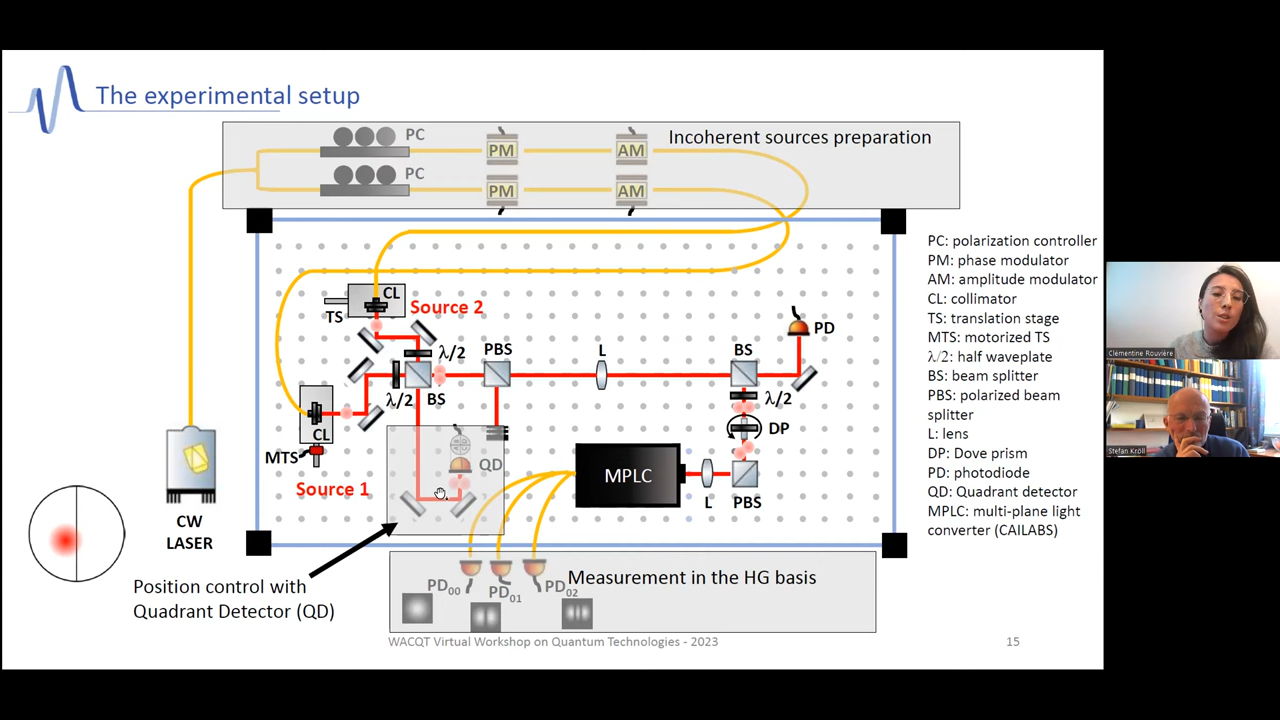 The experimental setup
PC
PM
AM
Incoherent sources preparation
PC
PM
AM
CL
TS
Source 2
λ/2
PBS
L
BS
PD
λ/2
BS
λ/2
CL
DP
MTS
QD
MPLC
Source 1
L
PBS
CW
LASER
Position control with
Quadrant Detector (QD)
PD00
PD01
PD02
Measurement in the HG basis
PC: polarization controller
PM: phase modulator
AM: amplitude modulator
CL: collimator
TS: translation stage
MTS: motorized TS
λ/2: half waveplate
BS: beam splitter
PBS: polarized beam
splitter
L: lens
DP: Dove prism
PD: photodiode
QD: Quadrant detector
MPLC: multi-plane light
converter (CAILABS)
WACQT Virtual Workshop on Quantum Technologies - 2023
15
Clémentine Rouvière
Stefan Kröll